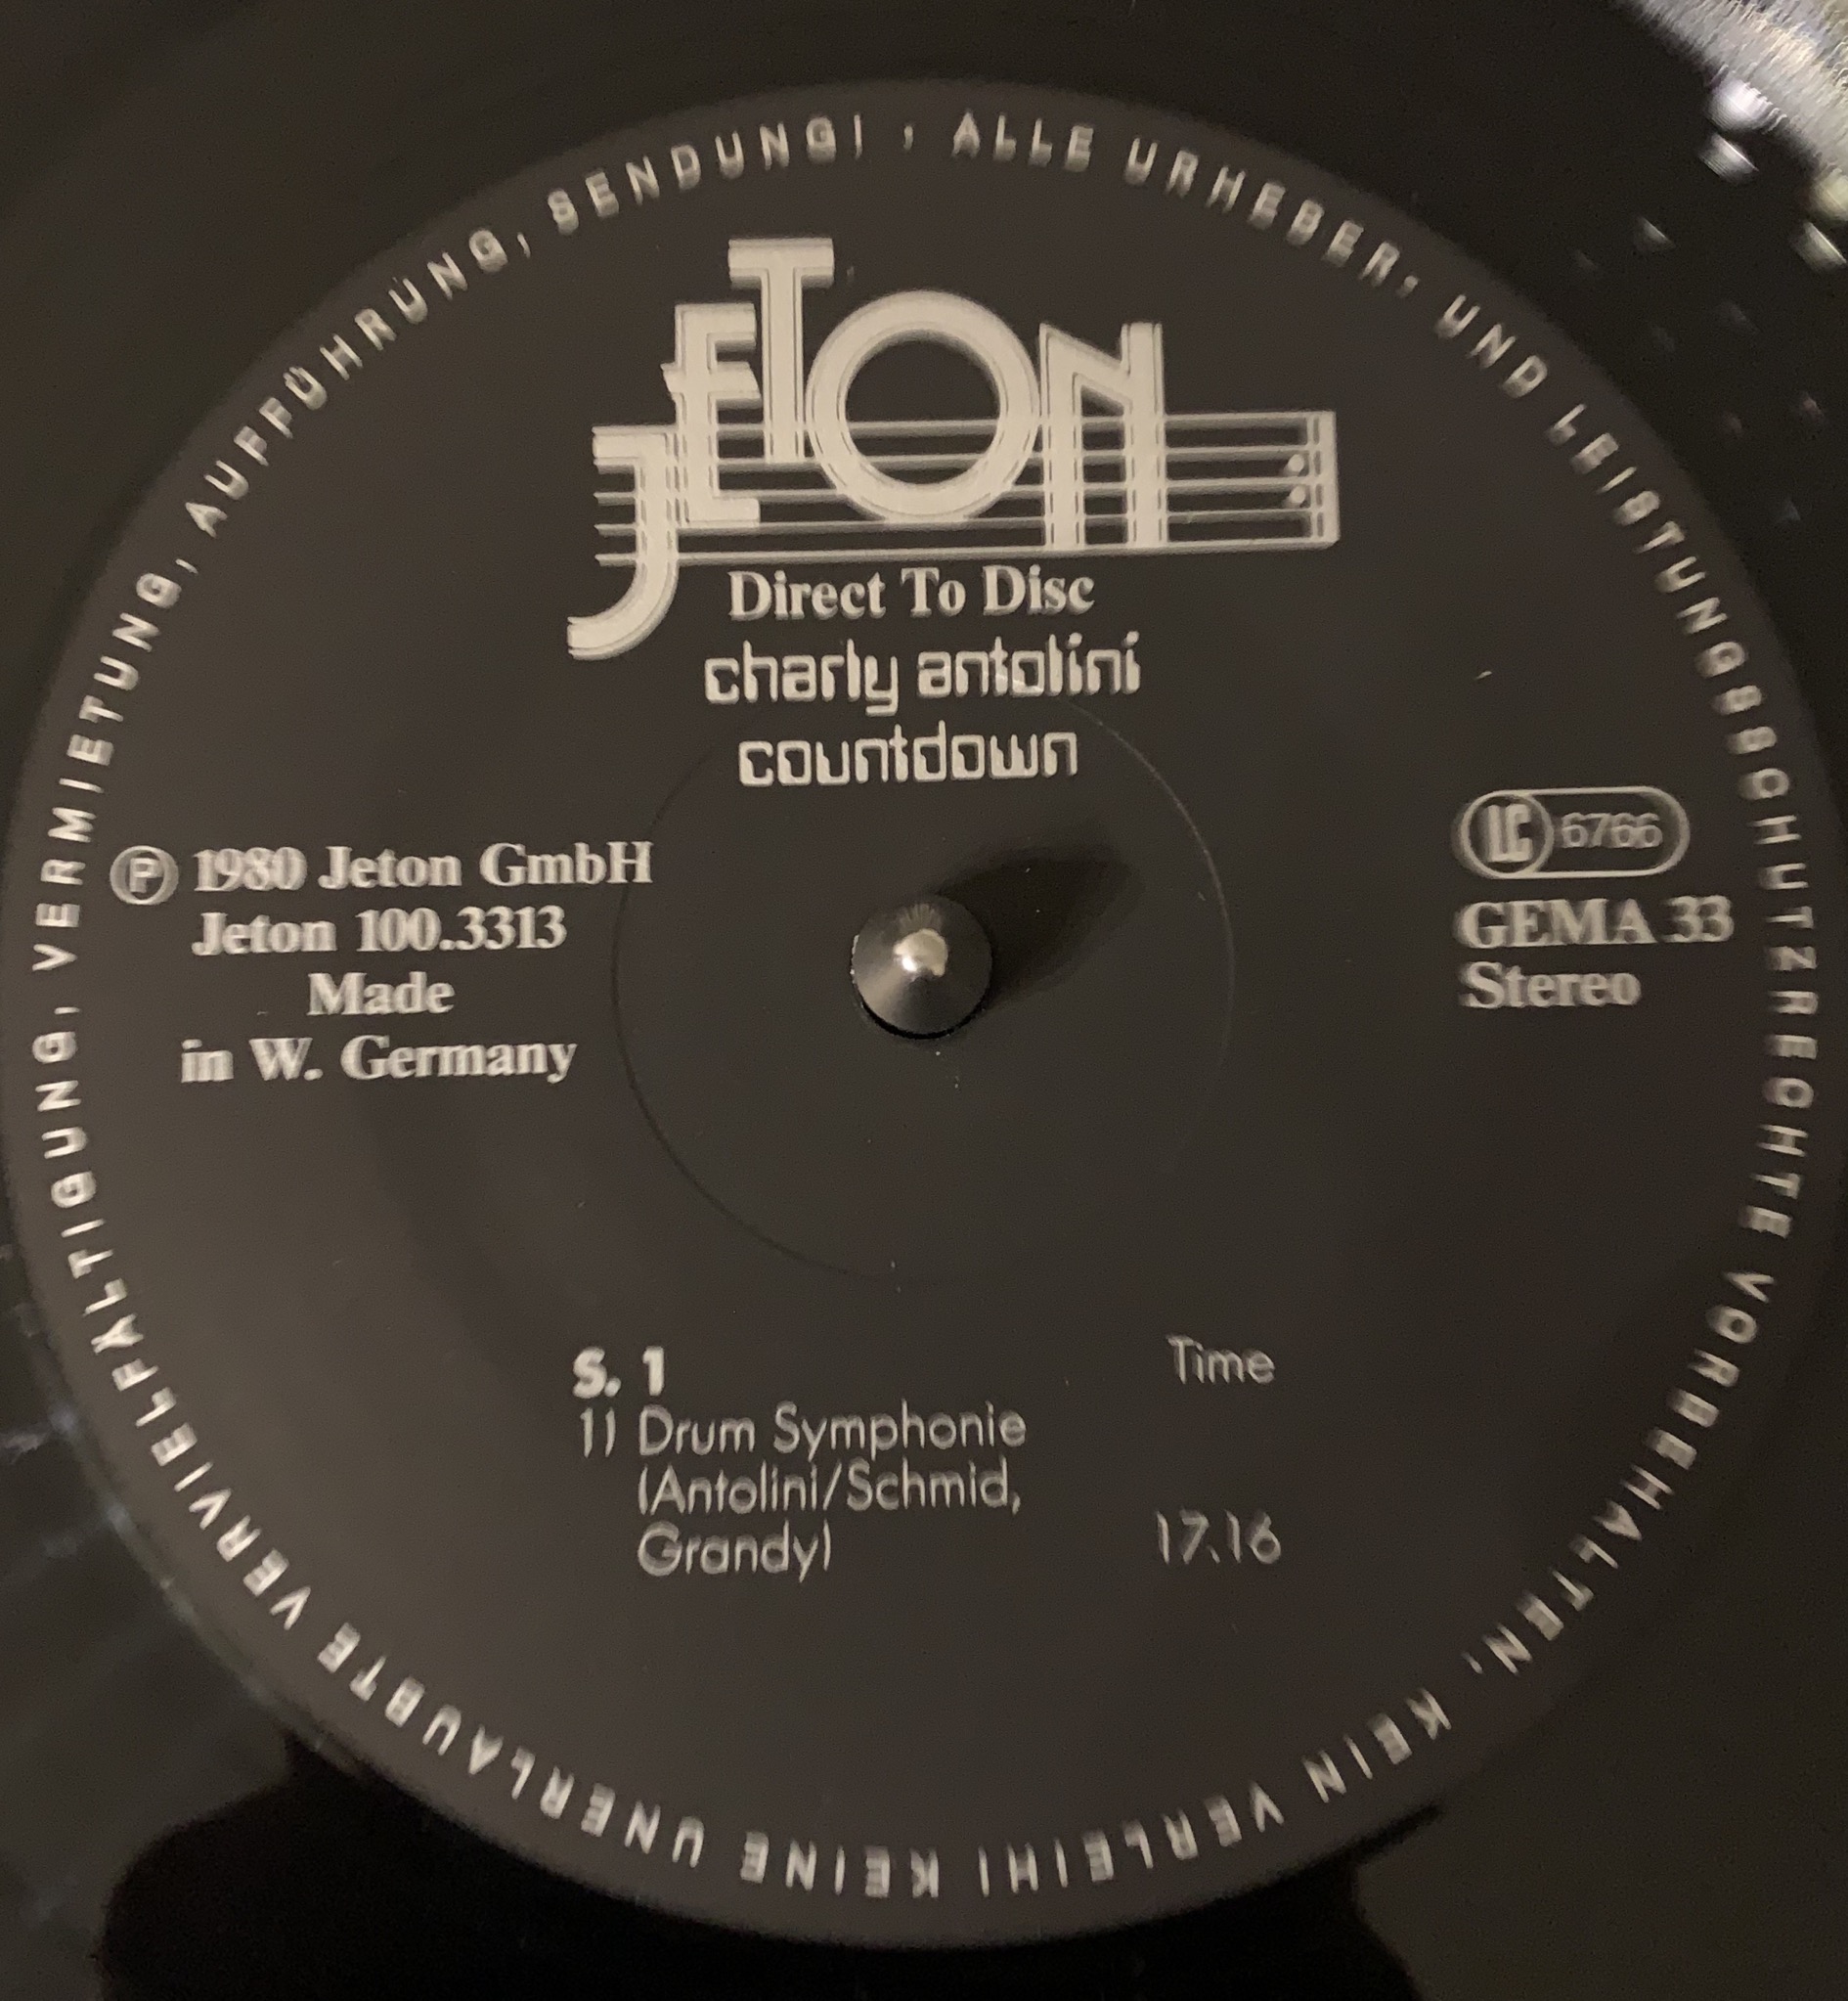 ALLE URHEBER, UND LEISTUNGSSCHUTZRECHTE VORBEHALTEN, KEIN VERLEIH! KEINE UNERLAUBTE VERVIELFÄLTIGUNG, VERMIETUNG, AUFFÜHRUNG, SENDUNG!
JETON
Direct To Disc
charly antolini
countdown
Ⓟ 1980 Jeton GmbH
Jeton 100.3313
Made
in W. Germany
LC 6766
GEMA 33
Stereo
S. 1 Time
1) Drum Symphonie
(Antolini/Schmid,
Grandy) 17.16